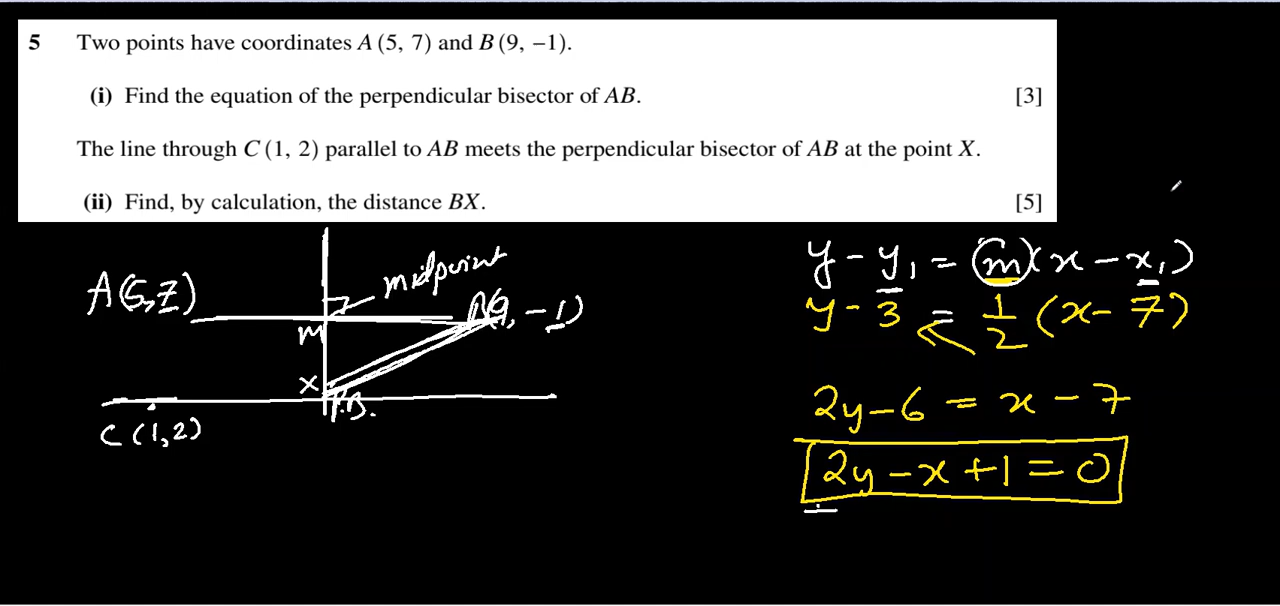 5 Two points have coordinates A (5, 7) and B (9, −1).
(i) Find the equation of the perpendicular bisector of AB. [3]
The line through C (1, 2) parallel to AB meets the perpendicular bisector of AB at the point X.
(ii) Find, by calculation, the distance BX. [5]
A(5,7)
midpoint
(9, -1)
m
X
P.B.
C (1,2)
y - y₁ = (m)(x - x₁)
y - 3 = 1/2 (x - 7)
2y - 6 = x - 7
2y - x + 1 = 0